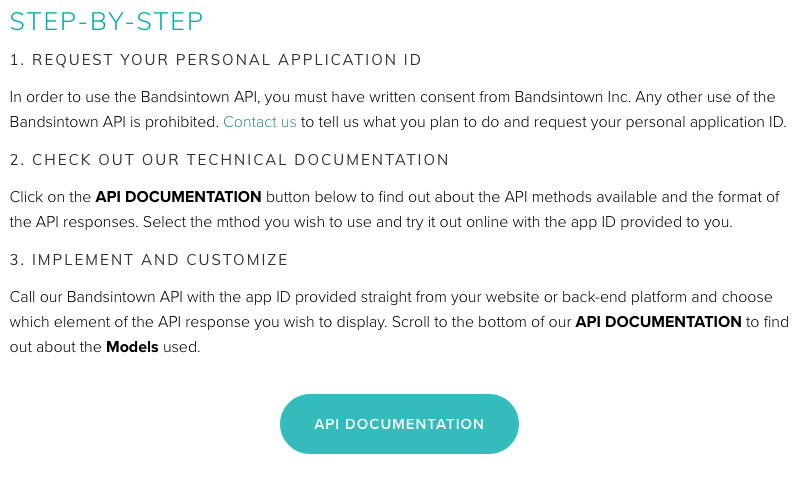 STEP-BY-STEP
1. REQUEST YOUR PERSONAL APPLICATION ID
In order to use the Bandsintown API, you must have written consent from Bandsintown Inc. Any other use of the
Bandsintown API is prohibited. Contact us to tell us what you plan to do and request your personal application ID.
2. CHECK OUT OUR TECHNICAL DOCUMENTATION
Click on the API DOCUMENTATION button below to find out about the API methods available and the format of
the API responses. Select the mthod you wish to use and try it out online with the app ID provided to you.
3. IMPLEMENT AND CUSTOMIZE
Call our Bandsintown API with the app ID provided straight from your website or back-end platform and choose
which element of the API response you wish to display. Scroll to the bottom of our API DOCUMENTATION to find
out about the Models used.
API DOCUMENTATION